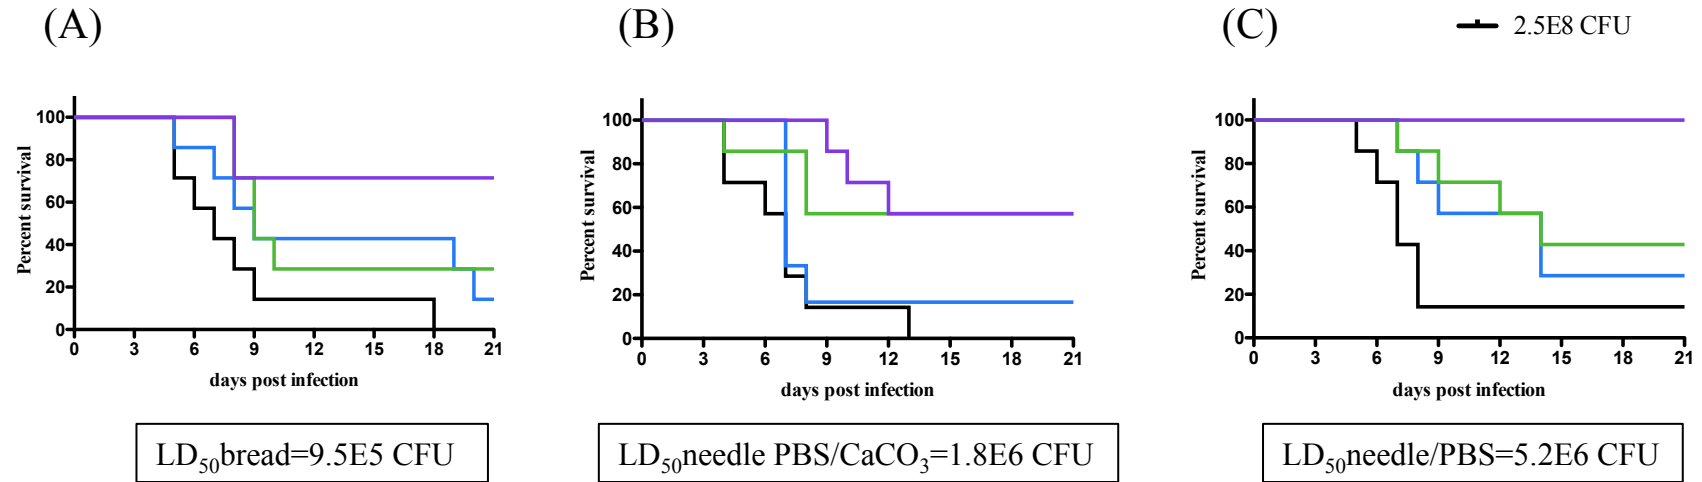 (A)
(B)
(C)
2.5E8 CFU
Percent survival
100
80
60
40
20
0
0 3 6 9 12 15 18 21
days post infection
Percent survival
100
80
60
40
20
0
0 3 6 9 12 15 18 21
days post infection
Percent survival
100
80
60
40
20
0
0 3 6 9 12 15 18 21
days post infection
LD₅₀bread=9.5E5 CFU
LD₅₀needle PBS/CaCO₃=1.8E6 CFU
LD₅₀needle/PBS=5.2E6 CFU